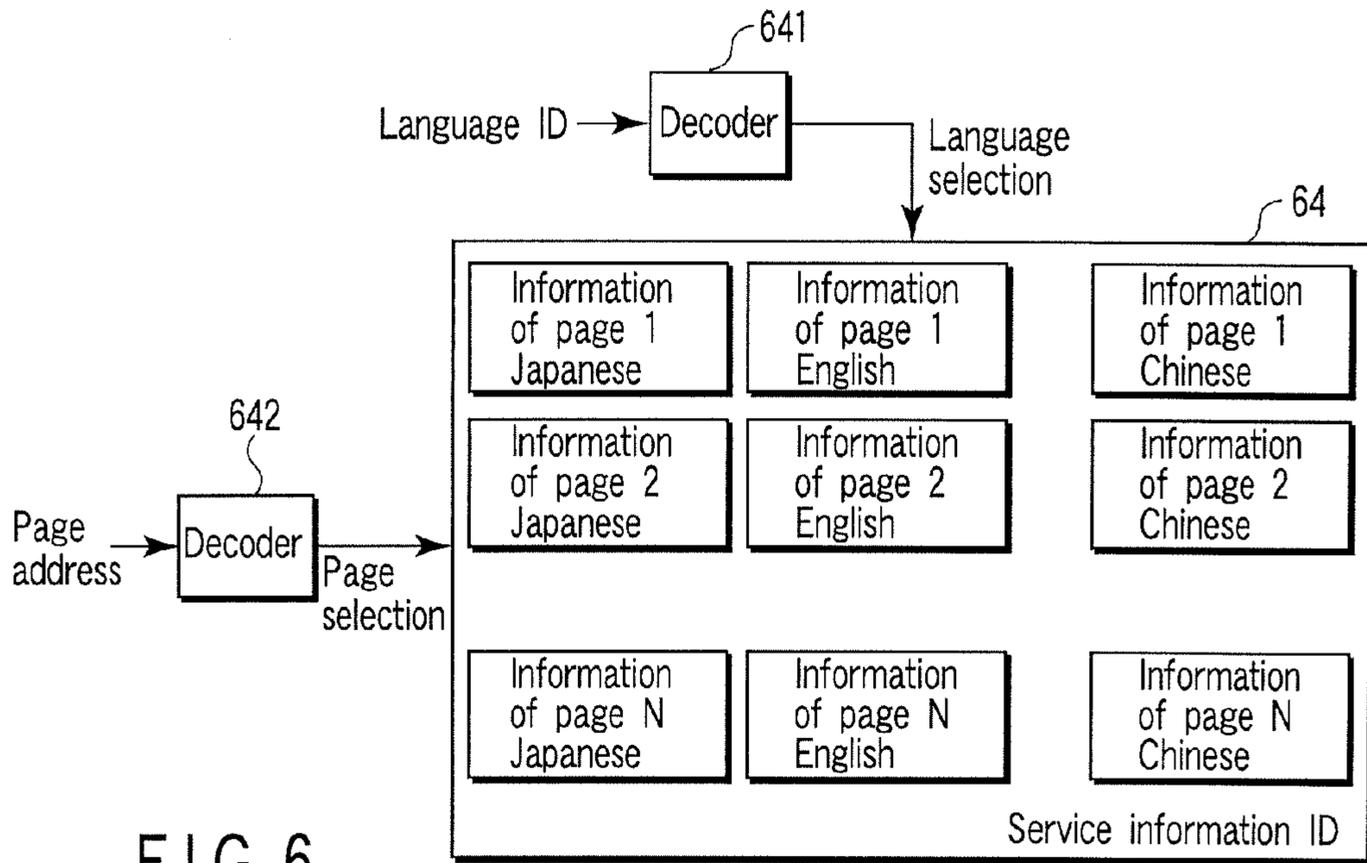 641
Language ID
Decoder
Language
selection
64
Information
of page 1
Japanese
Information
of page 1
English
Information
of page 1
Chinese
642
Information
of page 2
Japanese
Information
of page 2
English
Information
of page 2
Chinese
Page
address
Decoder
Page
selection
Information
of page N
Japanese
Information
of page N
English
Information
of page N
Chinese
Service information ID
FIG. 6